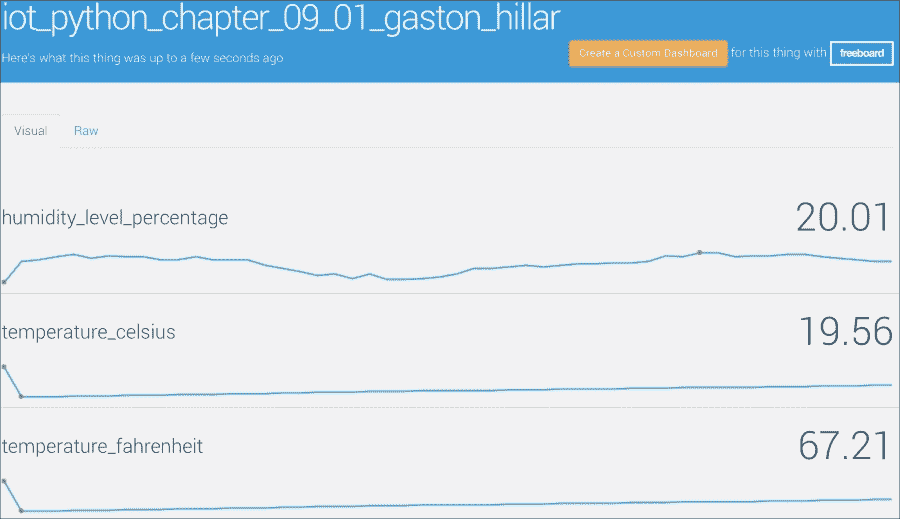 iot_python_chapter_09_01_gaston_hillar
Here's what this thing was up to a few seconds ago
Create a Custom Dashboard for this thing with freeboard
Visual Raw
humidity_level_percentage 20.01
temperature_celsius 19.56
temperature_fahrenheit 67.21